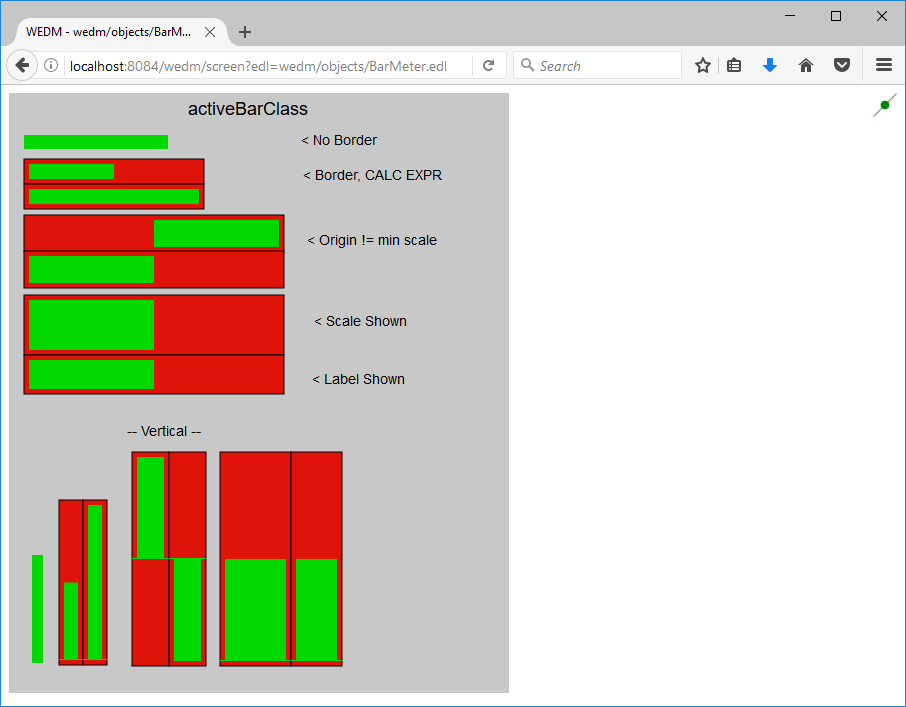 WEDM - wedm/objects/BarM...
localhost:8084/wedm/screen?edl=wedm/objects/BarMeter.edl
Search
activeBarClass
< No Border
< Border, CALC EXPR
< Origin != min scale
< Scale Shown
< Label Shown
-- Vertical --